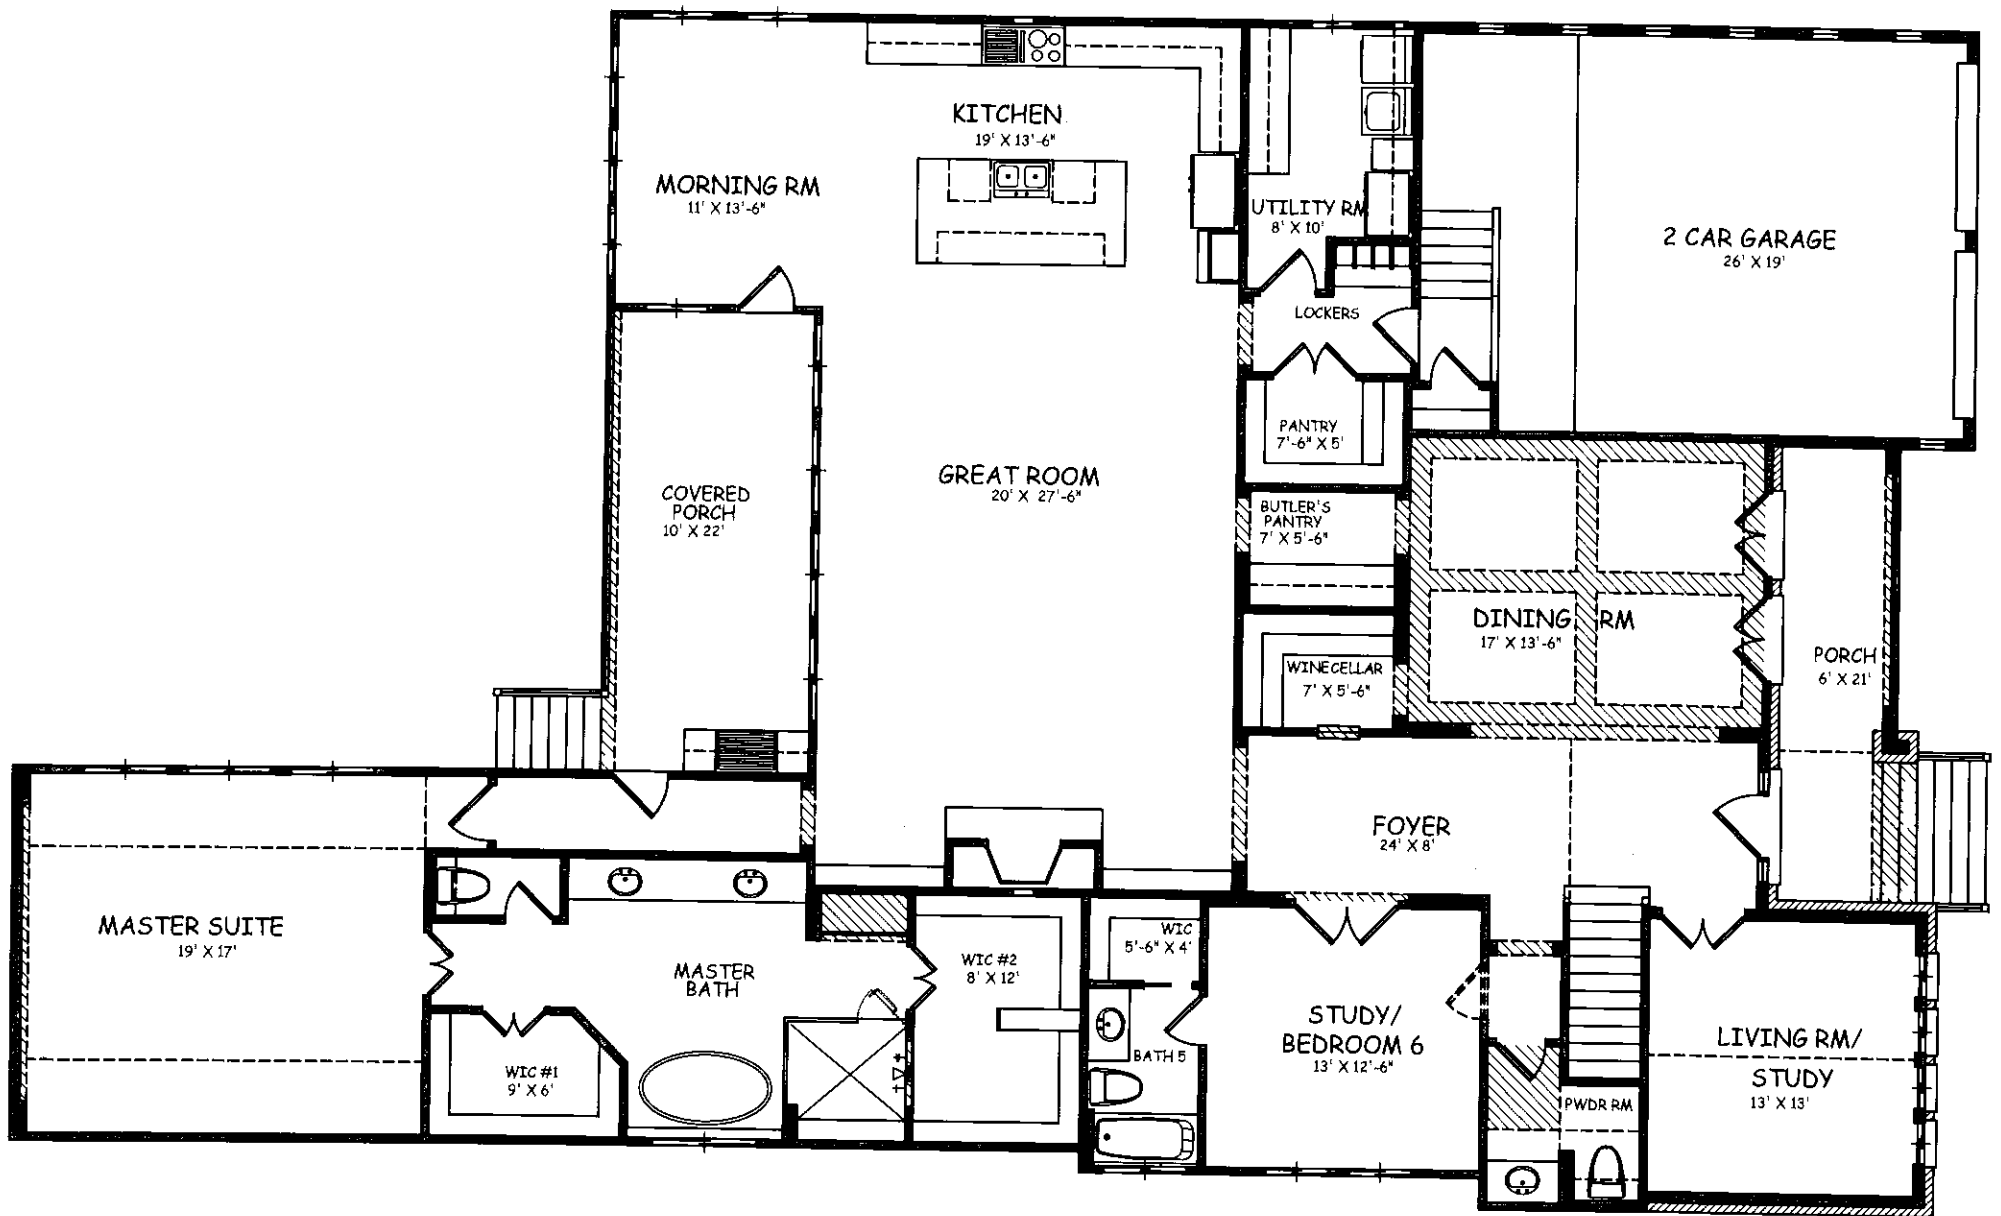 KITCHEN
19' X 13'-6"
MORNING RM
11' X 13'-6"
UTILITY RM
8' X 10'
2 CAR GARAGE
26' X 19'
LOCKERS
PANTRY
7'-6" X 5'
GREAT ROOM
20' X 27'-6"
COVERED
PORCH
10' X 22'
BUTLER'S
PANTRY
7' X 5'-6"
DINING RM
17' X 13'-6"
WINECELLAR
7' X 5'-6"
PORCH
6' X 21'
FOYER
24' X 8'
MASTER SUITE
19' X 17'
MASTER
BATH
WIC #2
8' X 12'
WIC
5'-6" X 4'
WIC #1
9' X 6'
BATH 5
STUDY/
BEDROOM 6
13' X 12'-6"
PWDR RM
LIVING RM/
STUDY
13' X 13'